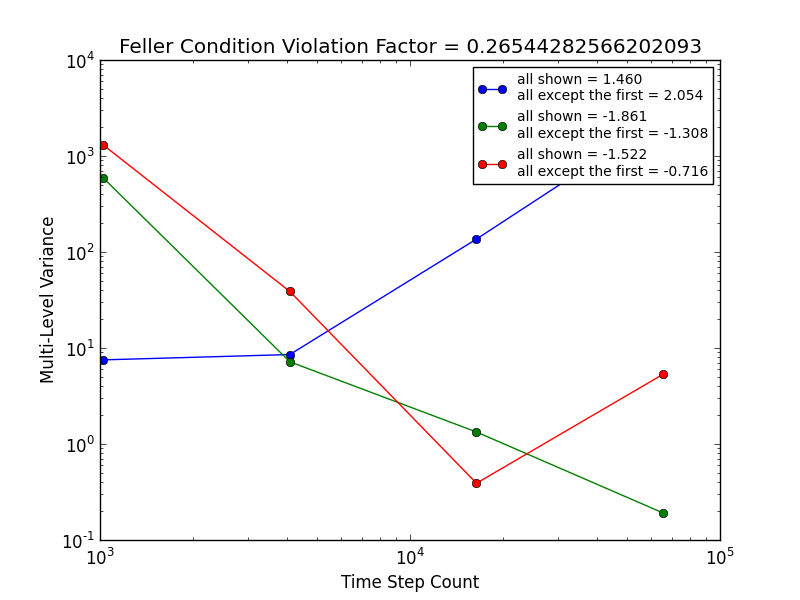 Feller Condition Violation Factor = 0.26544282566202093
10^4
10^3
10^2
10^1
10^0
10^-1
Multi-Level Variance
all shown = 1.460
all except the first = 2.054
all shown = -1.861
all except the first = -1.308
all shown = -1.522
all except the first = -0.716
10^3
10^4
10^5
Time Step Count